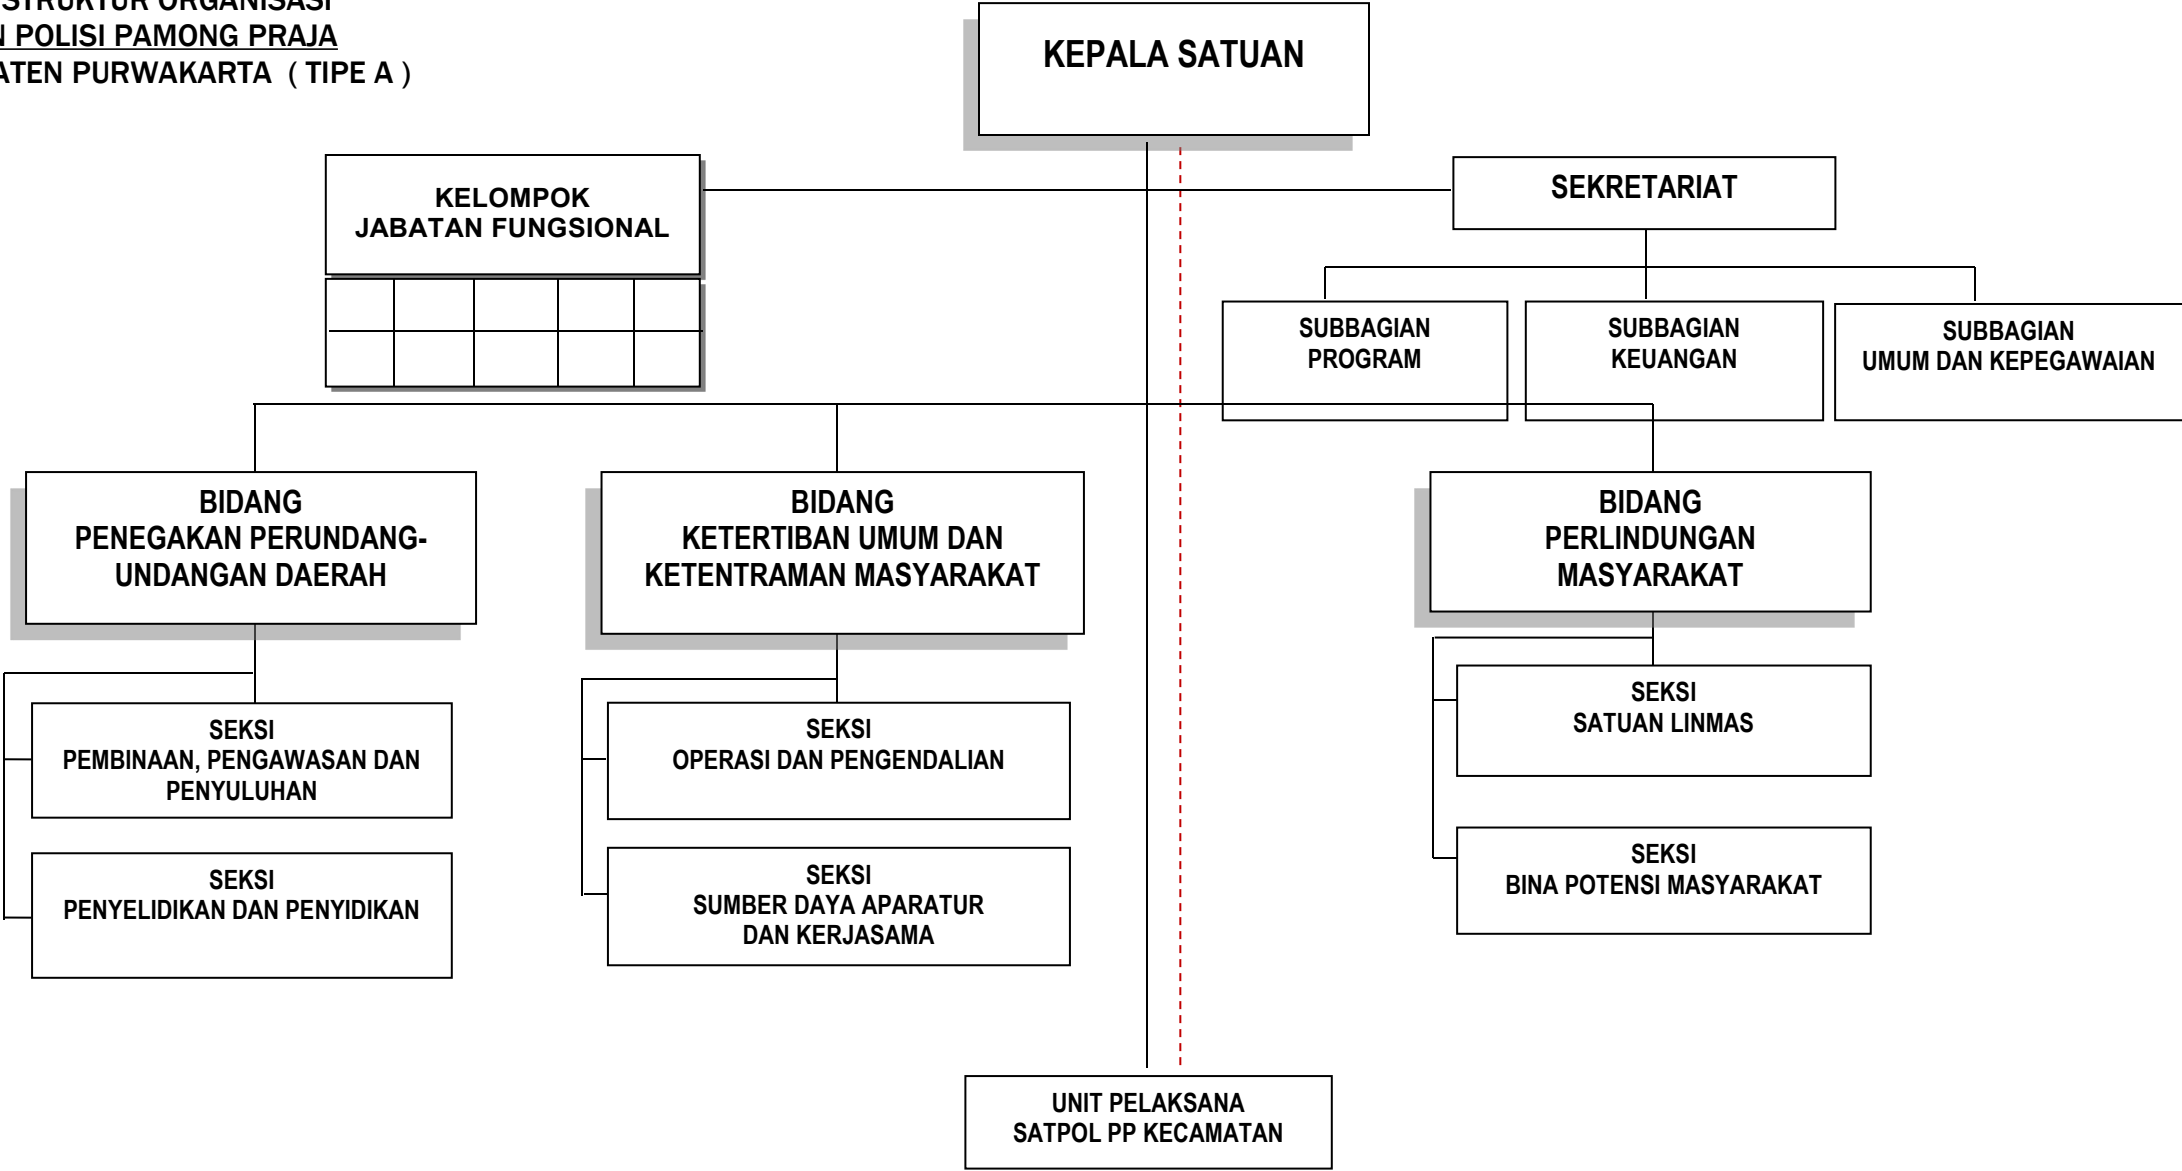 STRUKTUR ORGANISASI
POLISI PAMONG PRAJA
PURWAKARTA ( TIPE A )
KEPALA SATUAN
KELOMPOK
JABATAN FUNGSIONAL
SEKRETARIAT
SUBBAGIAN
PROGRAM
SUBBAGIAN
KEUANGAN
SUBBAGIAN
UMUM DAN KEPEGAWAIAN
BIDANG
PENEGAKAN PERUNDANG-
UNDANGAN DAERAH
BIDANG
KETERTIBAN UMUM DAN
KETENTRAMAN MASYARAKAT
BIDANG
PERLINDUNGAN
MASYARAKAT
SEKSI
PEMBINAAN, PENGAWASAN DAN
PENYULUHAN
SEKSI
OPERASI DAN PENGENDALIAN
SEKSI
SATUAN LINMAS
SEKSI
PENYELIDIKAN DAN PENYIDIKAN
SEKSI
SUMBER DAYA APARATUR
DAN KERJASAMA
SEKSI
BINA POTENSI MASYARAKAT
UNIT PELAKSANA
SATPOL PP KECAMATAN